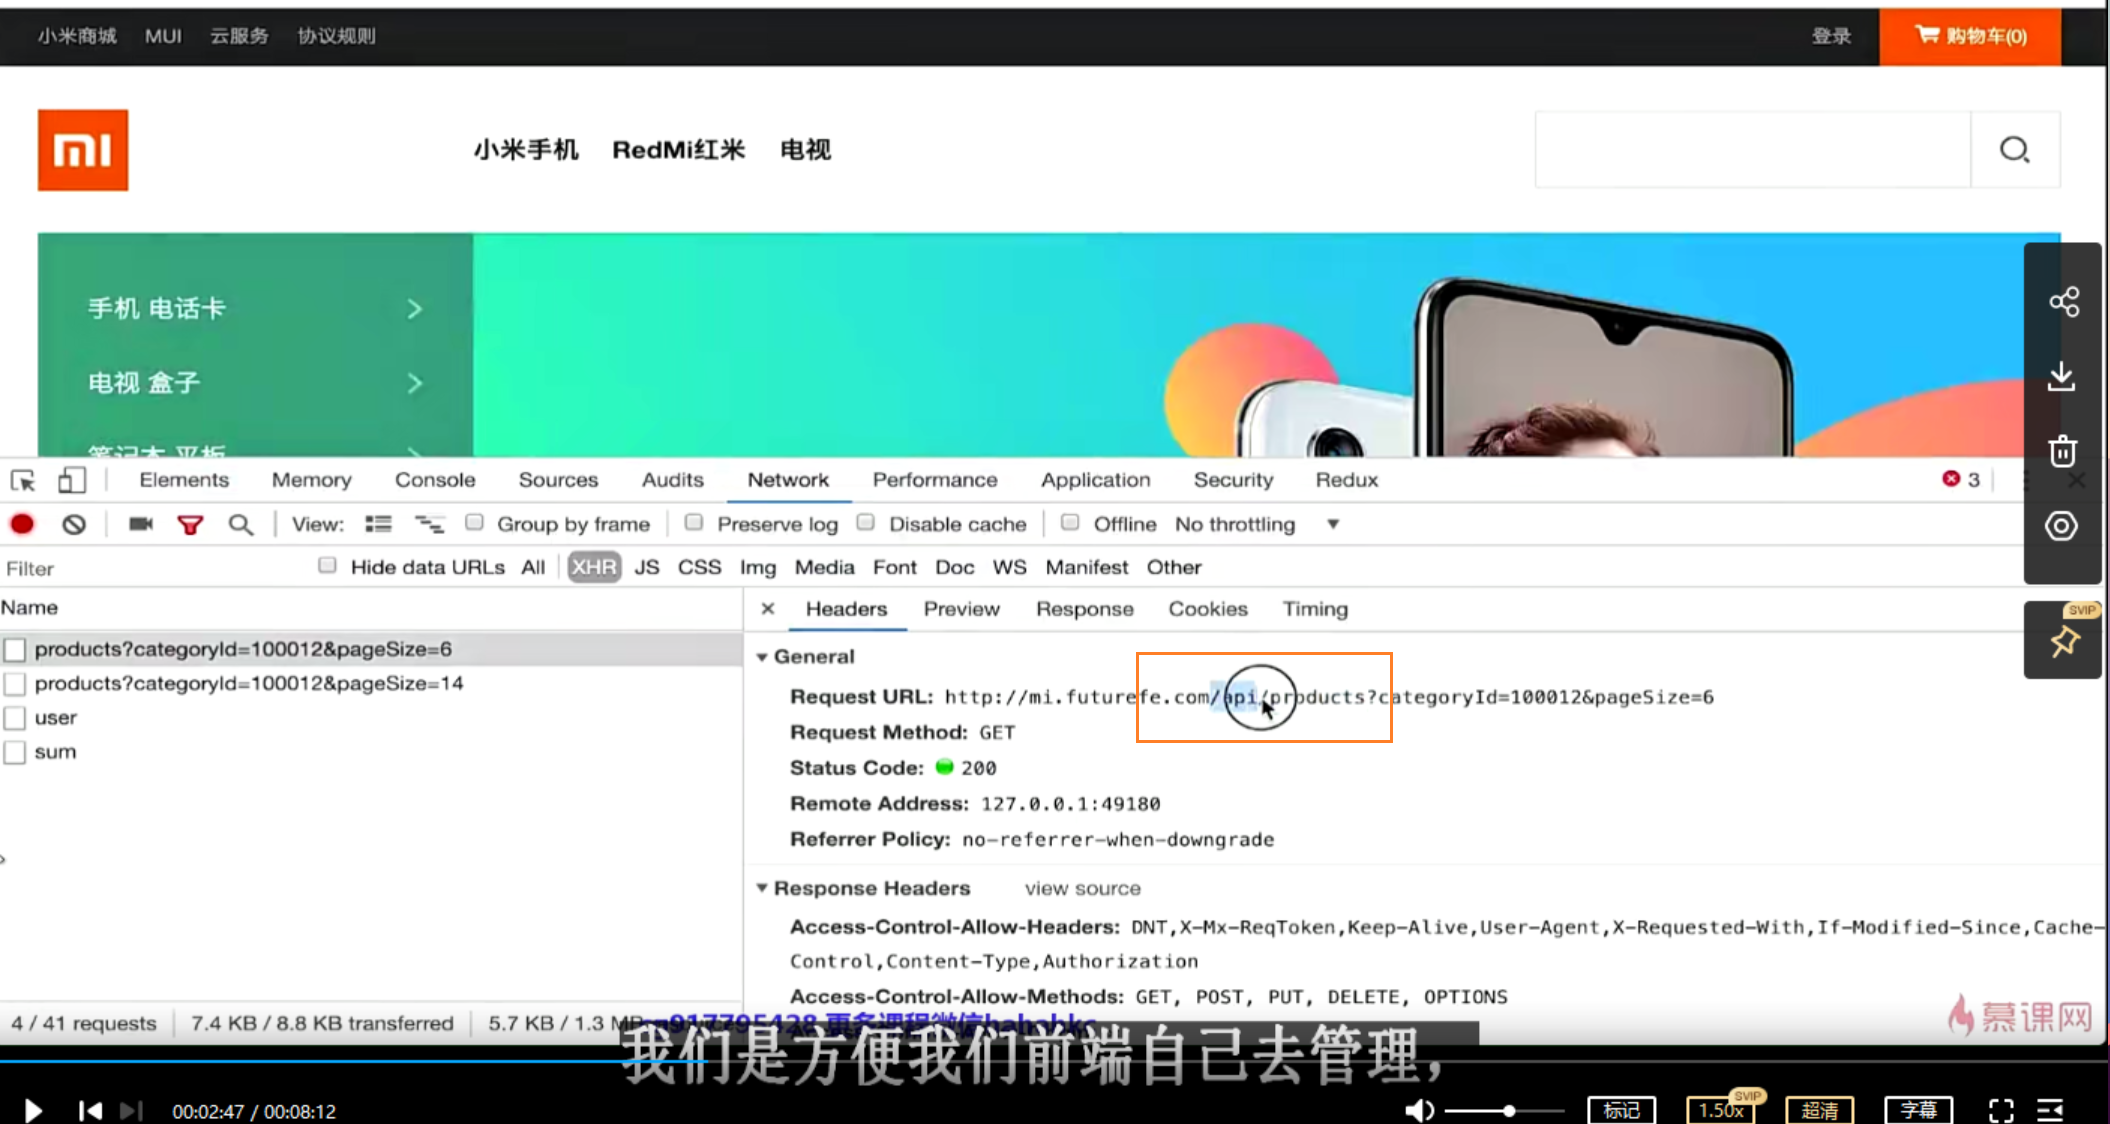 小米商城 MUI 云服务 协议规则 登录 购物车(0)
mi 小米手机 RedMi红米 电视
手机 电话卡
电视 盒子
笔记本 平板
Elements Memory Console Sources Audits Network Performance Application Security Redux 3
View: Group by frame Preserve log Disable cache Offline No throttling
Filter Hide data URLs All XHR JS CSS Img Media Font Doc WS Manifest Other
Name
products?categoryId=100012&pageSize=6
products?categoryId=100012&pageSize=14
user
sum
4 / 41 requests 7.4 KB / 8.8 KB transferred 5.7 KB / 1.3 MB
Headers Preview Response Cookies Timing
General
Request URL: http://mi.futurefe.com/api/products?categoryId=100012&pageSize=6
Request Method: GET
Status Code: 200
Remote Address: 127.0.0.1:49180
Referrer Policy: no-referrer-when-downgrade
Response Headers view source
Access-Control-Allow-Headers: DNT,X-Mx-ReqToken,Keep-Alive,User-Agent,X-Requested-With,If-Modified-Since,Cache-
Control,Content-Type,Authorization
Access-Control-Allow-Methods: GET, POST, PUT, DELETE, OPTIONS
SVIP
慕课网
我们是方便我们前端自己去管理，
00:02:47 / 00:08:12 标记 1.50x SVIP 超清 字幕